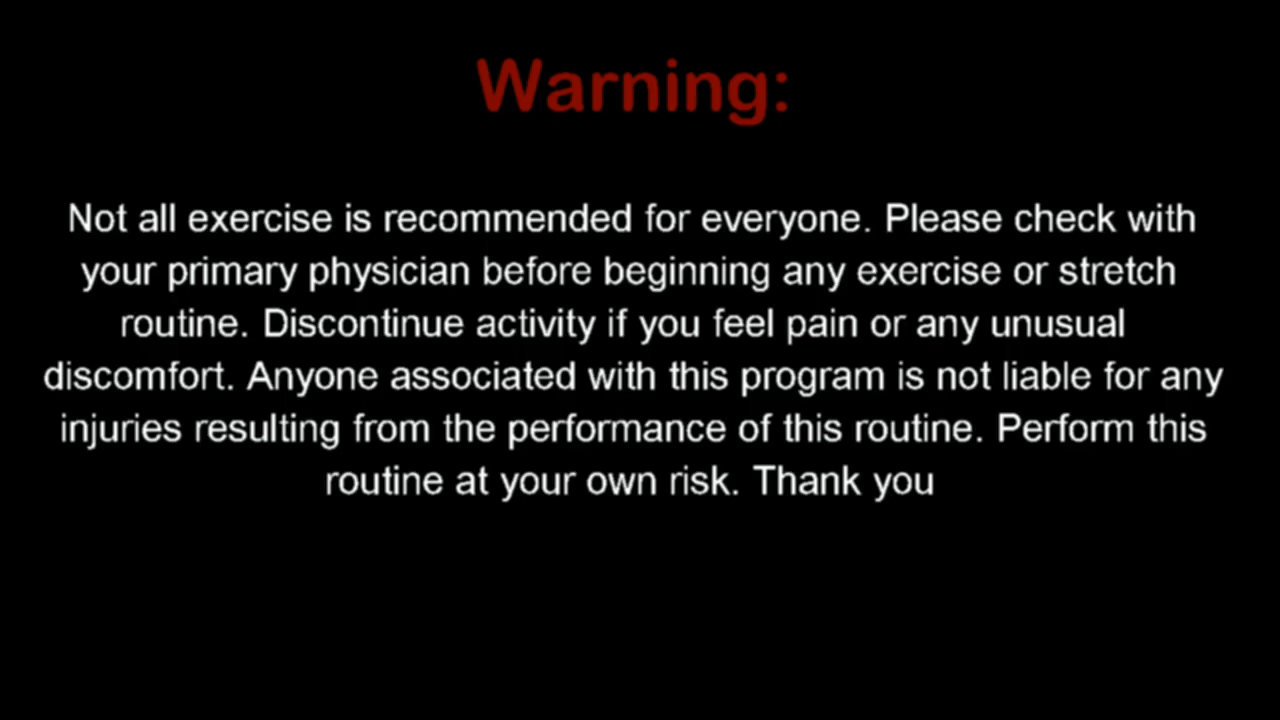 Warning:
Not all exercise is recommended for everyone. Please check with
your primary physician before beginning any exercise or stretch
routine. Discontinue activity if you feel pain or any unusual
discomfort. Anyone associated with this program is not liable for any
injuries resulting from the performance of this routine. Perform this
routine at your own risk. Thank you